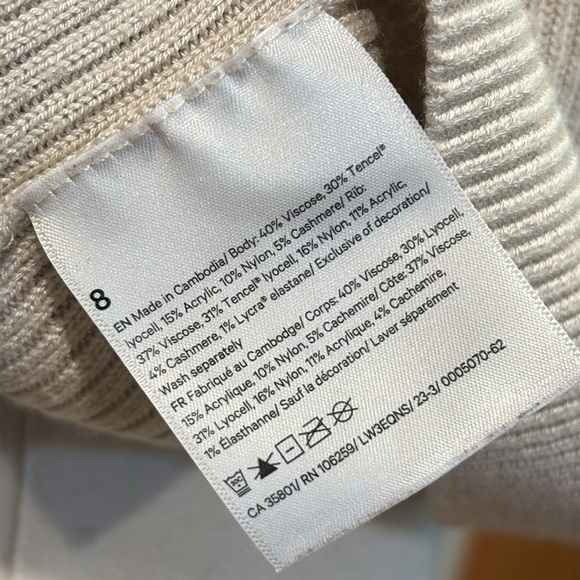 8
EN Made in Cambodia/ Body: 40% Viscose, 30% Tencel®
lyocell, 15% Acrylic, 10% Nylon, 5% Cashmere/ Rib:
37% Viscose, 31% Tencel® lyocell, 16% Nylon, 11% Acrylic,
4% Cashmere, 1% Lycra® elastane/ Exclusive of decoration/
Wash separately
FR Fabriqué au Cambodge/ Corps: 40% Viscose, 30% Lyocell,
15% Acrylique, 10% Nylon, 5% Cachemire/ Côte: 37% Viscose,
31% Lyocell, 16% Nylon, 11% Acrylique, 4% Cachemire,
1% Élasthanne/ Sauf la décoration/ Laver séparément
30C
CA 35801/ RN 106259/ LW3EQNS/ 23-3/ 0005070-62